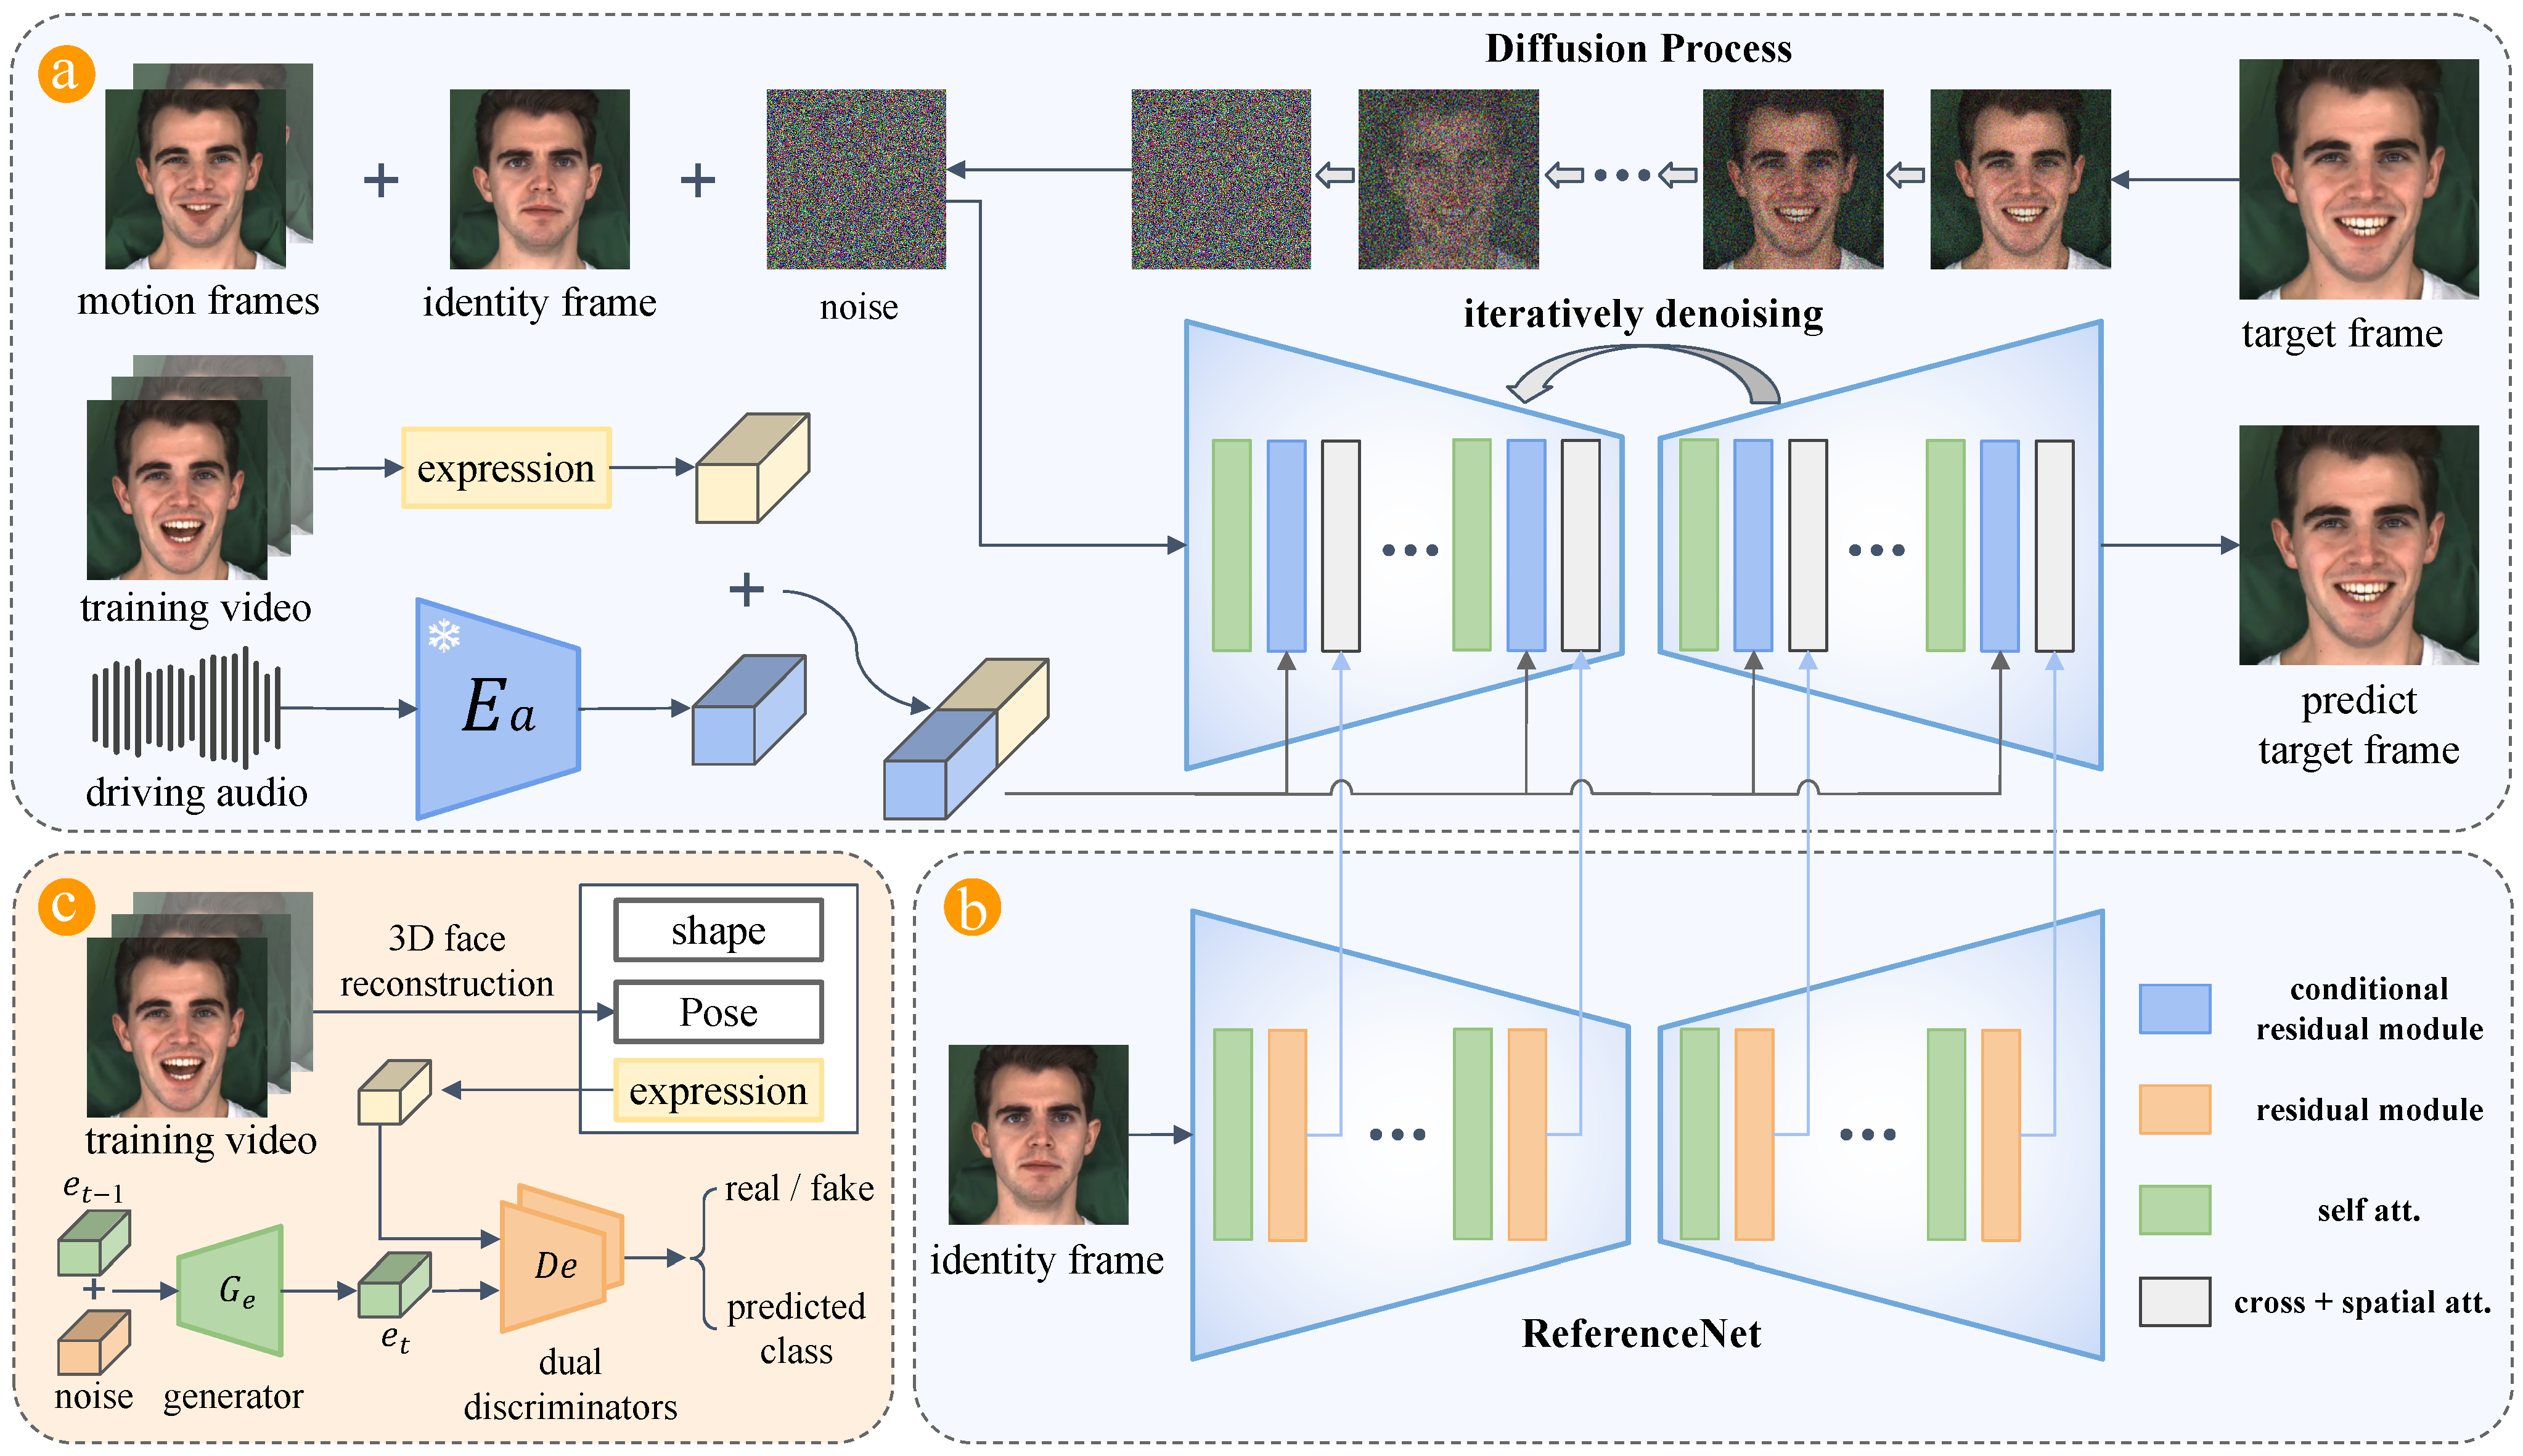 a
Diffusion Process
motion frames
identity frame
noise
iteratively denoising
target frame
expression
training video
E a
driving audio
predict
target frame
c
3D face
reconstruction
shape
Pose
expression
training video
e_{t-1}
G_e
e_t
De
real / fake
predicted
class
noise
generator
dual
discriminators
b
identity frame
ReferenceNet
conditional
residual module
residual module
self att.
cross + spatial att.